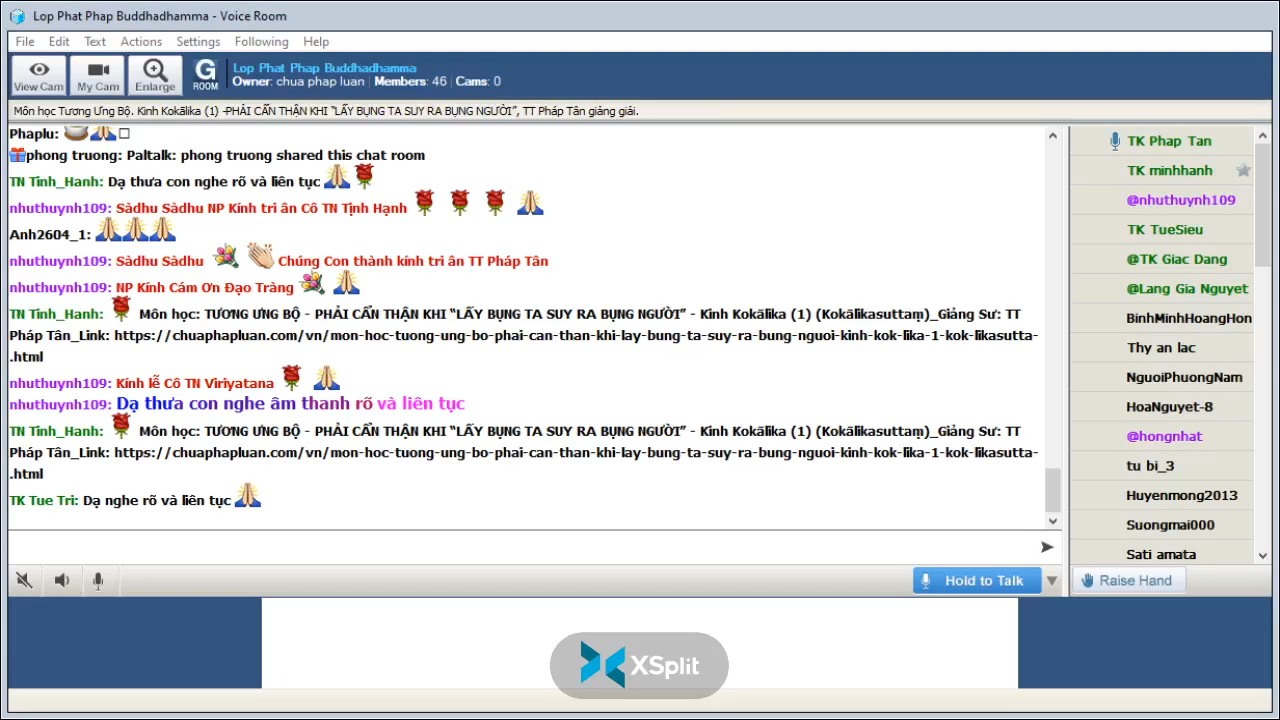 Lop Phat Phap Buddhadhamma - Voice Room
File Edit Text Actions Settings Following Help
View Cam My Cam Enlarge G ROOM
Lop Phat Phap Buddhadhamma
Owner: chua phap luan | Members: 46 | Cams: 0
Môn học Tương Ưng Bộ. Kinh Kokālika (1) -PHẢI CẨN THẬN KHI “LẤY BỤNG TA SUY RA BỤNG NGƯỜI”, TT Pháp Tân giảng giải.
Phaplu:
phong truong: Paltalk: phong truong shared this chat room
TN Tinh_Hanh: Dạ thưa con nghe rõ và liên tục
nhuthuynh109: Sàdhu Sàdhu NP Kính tri ân Cô TN Tịnh Hạnh
Anh2604_1:
nhuthuynh109: Sàdhu Sàdhu Chúng Con thành kính tri ân TT Pháp Tân
nhuthuynh109: NP Kính Cám Ơn Đạo Tràng
TN Tinh_Hanh: Môn học: TƯƠNG ƯNG BỘ - PHẢI CẨN THẬN KHI “LẤY BỤNG TA SUY RA BỤNG NGƯỜI” - Kinh Kokālika (1) (Kokālikasuttaṃ)_Giảng Sư: TT
Pháp Tân_Link: https://chuaphapluan.com/vn/mon-hoc-tuong-ung-bo-phai-can-than-khi-lay-bung-ta-suy-ra-bung-nguoi-kinh-kok-lika-1-kok-likasutta-
.html
nhuthuynh109: Kính lễ Cô TN Viriyatana
nhuthuynh109: Dạ thưa con nghe âm thanh rõ và liên tục
TN Tinh_Hanh: Môn học: TƯƠNG ƯNG BỘ - PHẢI CẨN THẬN KHI “LẤY BỤNG TA SUY RA BỤNG NGƯỜI” - Kinh Kokālika (1) (Kokālikasuttaṃ)_Giảng Sư: TT
Pháp Tân_Link: https://chuaphapluan.com/vn/mon-hoc-tuong-ung-bo-phai-can-than-khi-lay-bung-ta-suy-ra-bung-nguoi-kinh-kok-lika-1-kok-likasutta-
.html
TK Tue Tri: Dạ nghe rõ và liên tục
Hold to Talk
TK Phap Tan
TK minhhanh
@nhuthuynh109
TK TueSieu
@TK Giac Dang
@Lang Gia Nguyet
BinhMinhHoangHon
Thy an lac
NguoiPhuongNam
HoaNguyet-8
@hongnhat
tu bi_3
Huyenmong2013
Suongmai000
Sati amata
Raise Hand
XSplit